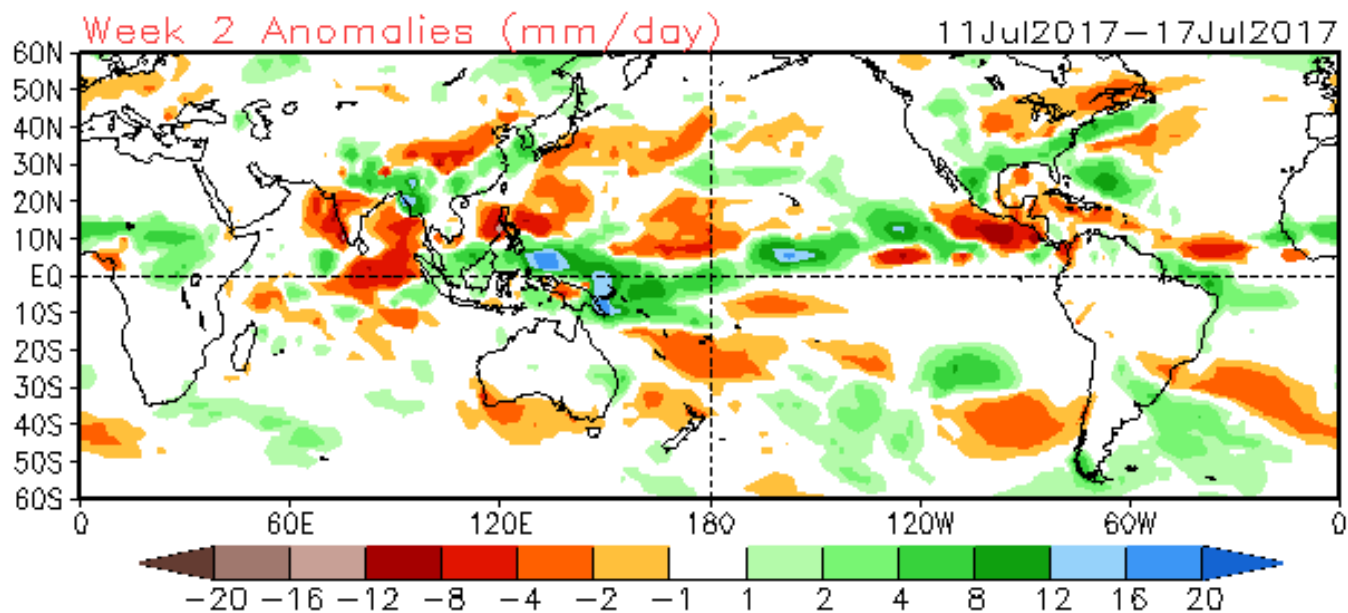 Week 2 Anomalies (mm/day) 11Jul2017-17Jul2017
60N
50N
40N
30N
20N
10N
EQ
10S
20S
30S
40S
50S
60S
0 60E 120E 180 120W 60W 0
-20 -16 -12 -8 -4 -2 -1 1 2 4 8 12 16 20